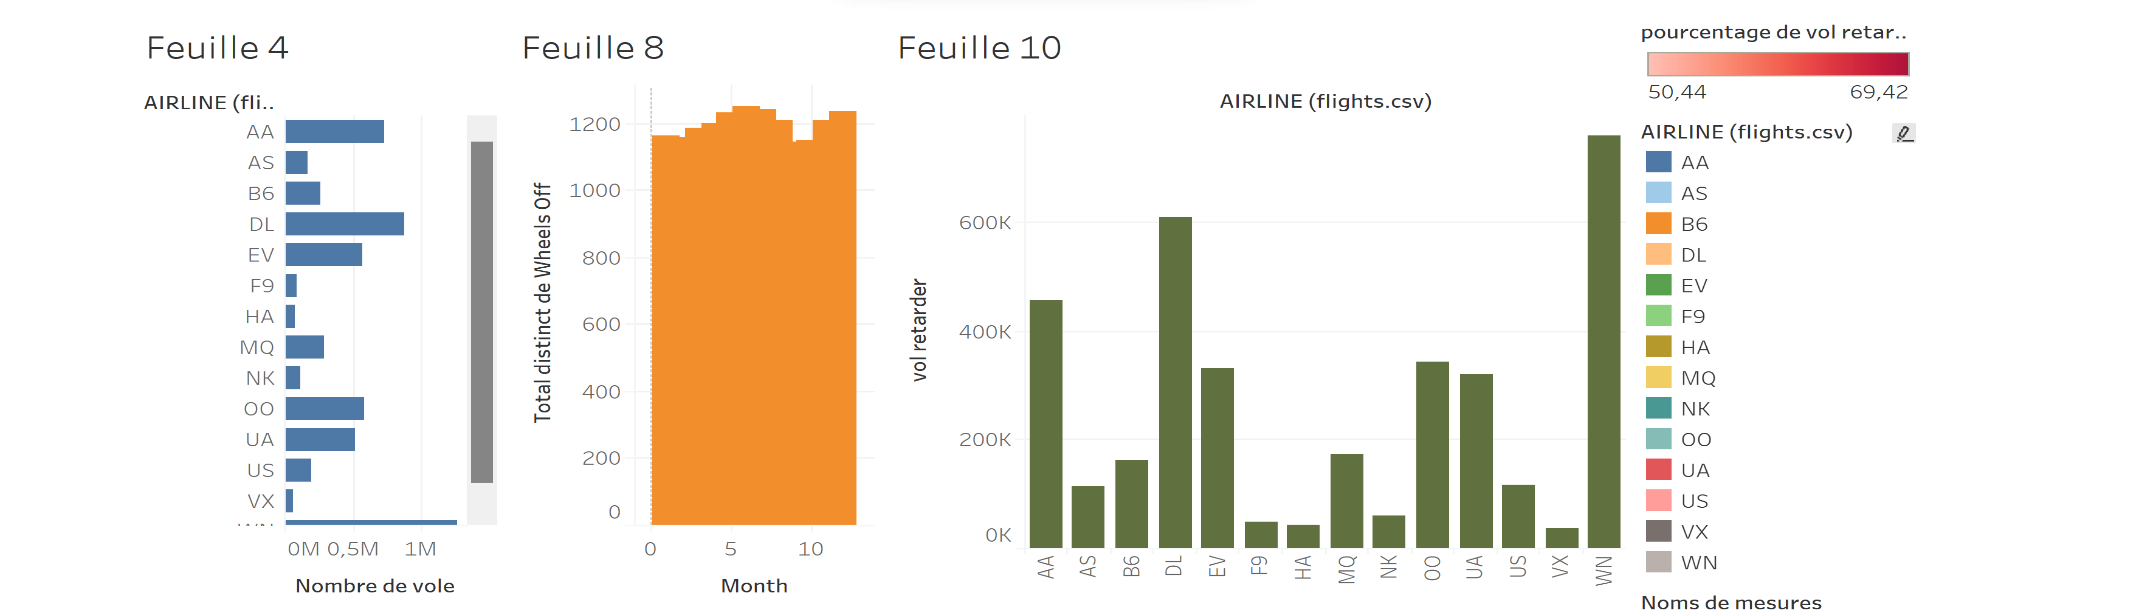 Feuille 4
AIRLINE (fli..
AA
AS
B6
DL
EV
F9
HA
MQ
NK
OO
UA
US
VX
WN
0M 0,5M 1M
Nombre de vole
Feuille 8
Total distinct de Wheels Off
1200
1000
800
600
400
200
0
0 5 10
Month
Feuille 10
AIRLINE (flights.csv)
vol retarder
600K
400K
200K
0K
AA AS B6 DL EV F9 HA MQ NK OO UA US VX WN
pourcentage de vol retar..
50,44 69,42
AIRLINE (flights.csv)
AA
AS
B6
DL
EV
F9
HA
MQ
NK
OO
UA
US
VX
WN
Noms de mesures